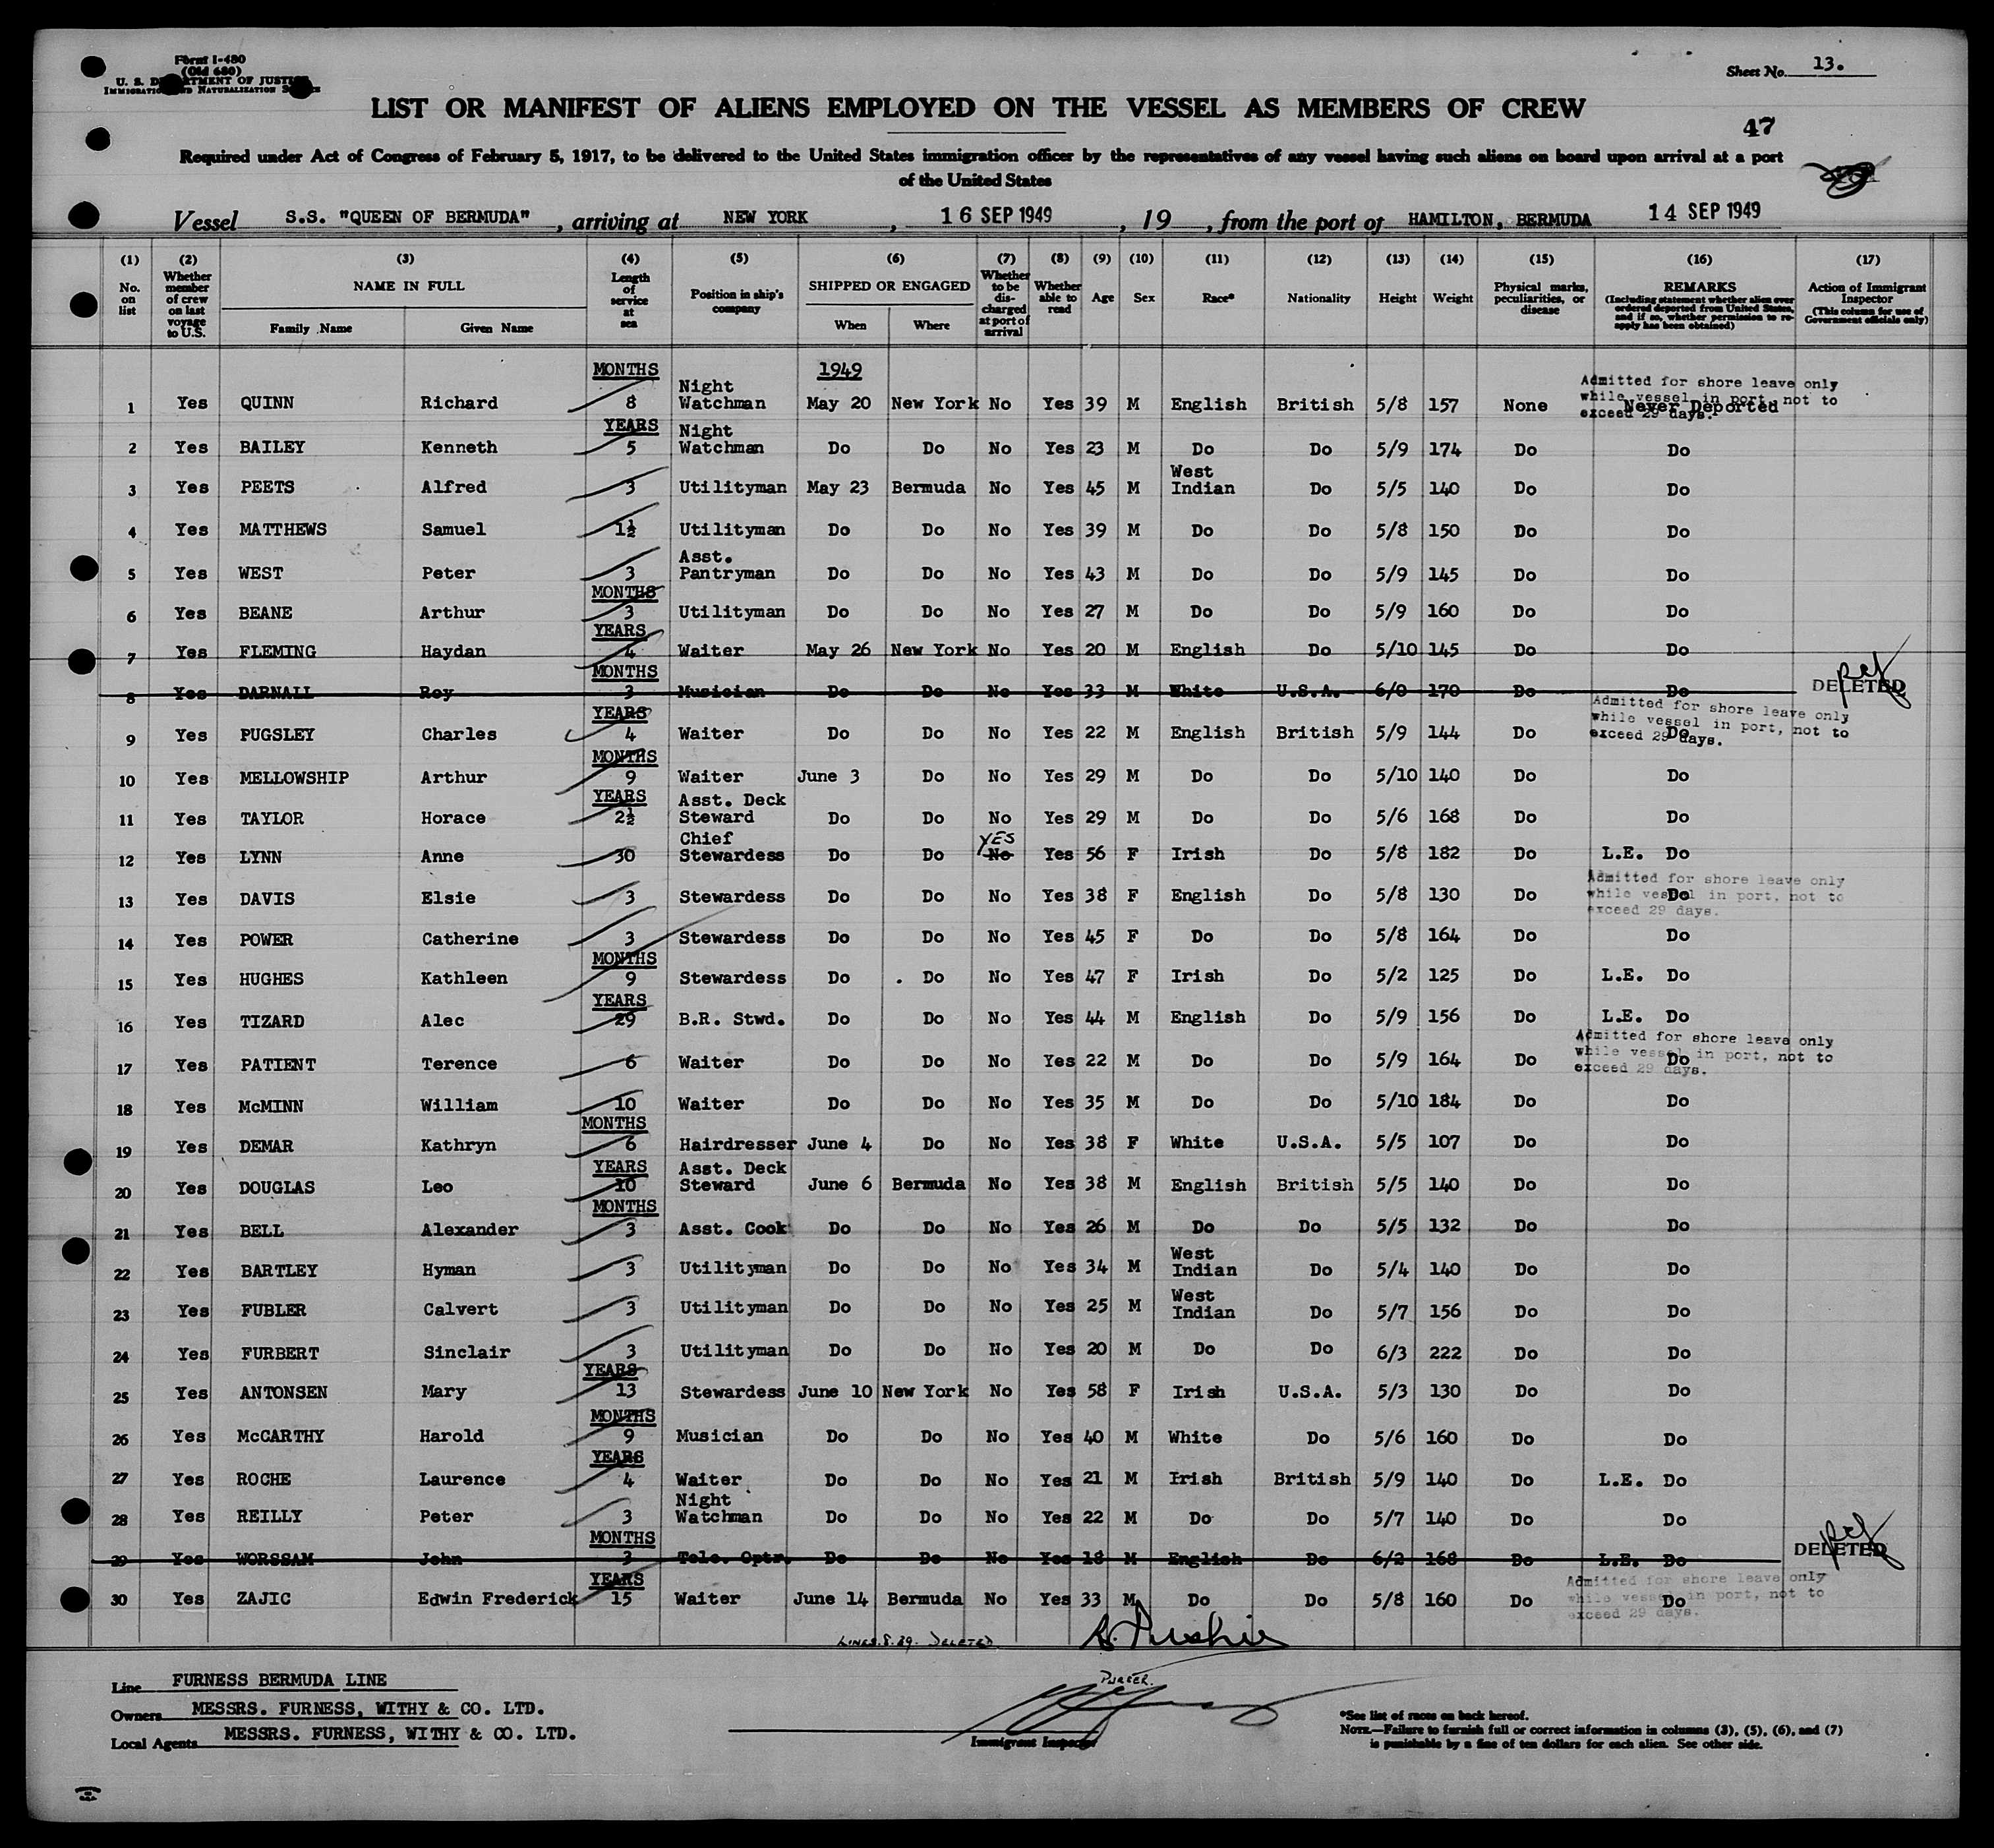 Form I-480
(Old 680)
U. S. DEPARTMENT OF JUSTICE
IMMIGRATION AND NATURALIZATION SERVICE
Sheet No. 13.
LIST OR MANIFEST OF ALIENS EMPLOYED ON THE VESSEL AS MEMBERS OF CREW
47
Required under Act of Congress of February 5, 1917, to be delivered to the United States immigration officer by the representatives of any vessel having such aliens on board upon arrival at a port
of the United States
Vessel S.S. "QUEEN OF BERMUDA", arriving at NEW YORK, 16 SEP 1949, 19 , from the port of HAMILTON, BERMUDA 14 SEP 1949
(1) No. on list
(2) Whether member of crew on last voyage to U.S.
(3) NAME IN FULL Family Name Given Name
(4) Length of service at sea
(5) Position in ship's company
(6) SHIPPED OR ENGAGED When Where
(7) Whether to be discharged at port of arrival
(8) Whether able to read
(9) Age
(10) Sex
(11) Race*
(12) Nationality
(13) Height
(14) Weight
(15) Physical marks, peculiarities, or disease
(16) REMARKS (Including statement whether alien ever ordered deported from United States, and if so, whether permission to reapply has been obtained)
(17) Action of Immigrant Inspector (This column for use of Government officials only)
MONTHS 1949
Admitted for shore leave only while vessel in port, not to exceed 29 days.
1 Yes QUINN Richard 8 Night Watchman May 20 New York No Yes 39 M English British 5/8 157 None Never Deported
YEARS
2 Yes BAILEY Kenneth 5 Night Watchman Do Do No Yes 23 M Do Do 5/9 174 Do Do
3 Yes PEETS Alfred 3 Utilityman May 23 Bermuda No Yes 45 M West Indian Do 5/5 140 Do Do
4 Yes MATTHEWS Samuel 1½ Utilityman Do Do No Yes 39 M Do Do 5/8 150 Do Do
5 Yes WEST Peter 3 Asst. Pantryman Do Do No Yes 43 M Do Do 5/9 145 Do Do
MONTHS
6 Yes BEANE Arthur 3 Utilityman Do Do No Yes 27 M Do Do 5/9 160 Do Do
YEARS
7 Yes FLEMING Haydan 4 Waiter May 26 New York No Yes 20 M English Do 5/10 145 Do Do
MONTHS
8 Yes DARNALL Roy 3 Musician Do Do No Yes 33 M White U.S.A. 6/0 170 Do Do DELETED
YEARS
Admitted for shore leave only while vessel in port, not to exceed 29 days.
9 Yes PUGSLEY Charles 4 Waiter Do Do No Yes 22 M English British 5/9 144 Do Do
MONTHS
10 Yes MELLOWSHIP Arthur 9 Waiter June 3 Do No Yes 29 M Do Do 5/10 140 Do Do
YEARS
11 Yes TAYLOR Horace 2½ Asst. Deck Steward Do Do No Yes 29 M Do Do 5/6 168 Do Do
12 Yes LYNN Anne 30 Chief Stewardess Do Do YES No Yes 56 F Irish Do 5/8 182 Do L.E. Do
Admitted for shore leave only while vessel in port, not to exceed 29 days.
13 Yes DAVIS Elsie 3 Stewardess Do Do No Yes 38 F English Do 5/8 130 Do Do
14 Yes POWER Catherine 3 Stewardess Do Do No Yes 45 F Do Do 5/8 164 Do Do
MONTHS
15 Yes HUGHES Kathleen 9 Stewardess Do Do No Yes 47 F Irish Do 5/2 125 Do L.E. Do
YEARS
16 Yes TIZARD Alec 29 B.R. Stwd. Do Do No Yes 44 M English Do 5/9 156 Do L.E. Do
Admitted for shore leave only while vessel in port, not to exceed 29 days.
17 Yes PATIENT Terence 6 Waiter Do Do No Yes 22 M Do Do 5/9 164 Do Do
18 Yes McMINN William 10 Waiter Do Do No Yes 35 M Do Do 5/10 184 Do Do
MONTHS
19 Yes DEMAR Kathryn 6 Hairdresser June 4 Do No Yes 38 F White U.S.A. 5/5 107 Do Do
YEARS
20 Yes DOUGLAS Leo 10 Asst. Deck Steward June 6 Bermuda No Yes 38 M English British 5/5 140 Do Do
MONTHS
21 Yes BELL Alexander 3 Asst. Cook Do Do No Yes 26 M Do Do 5/5 132 Do Do
22 Yes BARTLEY Hyman 3 Utilityman Do Do No Yes 34 M West Indian Do 5/4 140 Do Do
23 Yes FUBLER Calvert 3 Utilityman Do Do No Yes 25 M West Indian Do 5/7 156 Do Do
24 Yes FURBERT Sinclair 3 Utilityman Do Do No Yes 20 M Do Do 6/3 222 Do Do
YEARS
25 Yes ANTONSEN Mary 13 Stewardess June 10 New York No Yes 58 F Irish U.S.A. 5/3 130 Do Do
MONTHS
26 Yes McCARTHY Harold 9 Musician Do Do No Yes 40 M White Do 5/6 160 Do Do
YEARS
27 Yes ROCHE Laurence 4 Waiter Do Do No Yes 21 M Irish British 5/9 140 Do L.E. Do
28 Yes REILLY Peter 3 Night Watchman Do Do No Yes 22 M Do Do 5/7 140 Do Do
MONTHS
29 Yes WORSSAM John 3 Tele. Optr. Do Do No Yes 18 M English Do 6/2 168 Do L.E. Do DELETED
YEARS
Admitted for shore leave only while vessel in port, not to exceed 29 days.
30 Yes ZAJIC Edwin Frederick 15 Waiter June 14 Bermuda No Yes 33 M Do Do 5/8 160 Do Do
LINES. 8. 29. DELETED
PURSER.
Line FURNESS BERMUDA LINE
Owners MESSRS. FURNESS, WITHY & CO. LTD.
Local Agents MESSRS. FURNESS, WITHY & CO. LTD.
Immigrant Inspector
*See list of races on back hereof.
NOTE.—Failure to furnish full or correct information in columns (3), (5), (6), and (7)
is punishable by a fine of ten dollars for each alien. See other side.